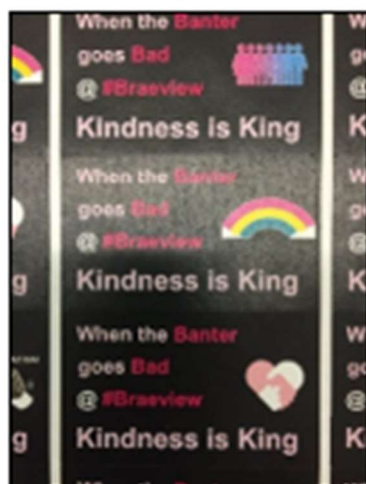 When the Banter
goes Bad
@ #Braeview
Kindness is King
When the Banter
goes Bad
@ #Braeview
Kindness is King
When the Banter
goes Bad
@ #Braeview
Kindness is King